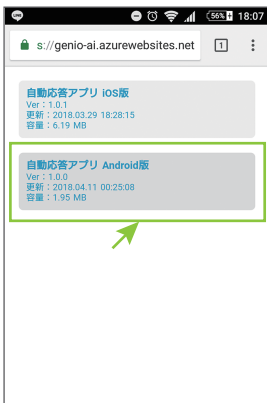 56% 18:07
s://genio-ai.azurewebsites.net 1
自動応答アプリ iOS版
Ver：1.0.1
更新：2018.03.29 18:28:15
容量：6.19 MB
自動応答アプリ Android版
Ver：1.0.0
更新：2018.04.11 00:25:08
容量：1.95 MB